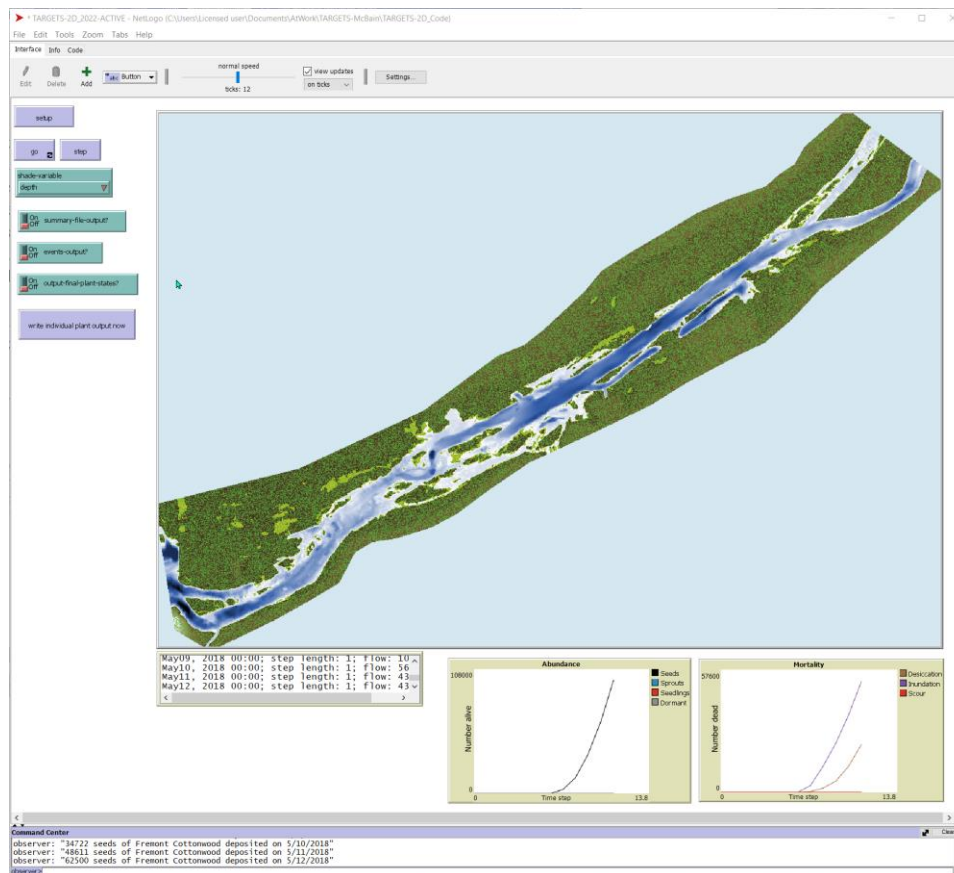 * TARGETS-2D_2022-ACTIVE - NetLogo {C:\Users\Licensed user\Documents\AtWork\TARGETS-McBain\TARGETS-2D_Code}
File Edit Tools Zoom Tabs Help
Interface Info Code
Edit Delete Add Button normal speed ticks: 12 view updates on ticks Settings...
setup
go step
shade-variable
depth
On Off summary-file-output?
On Off events-output?
On Off output-final-plant-states?
write individual plant output now
May09, 2018 00:00; step length: 1; flow: 10
May10, 2018 00:00; step length: 1; flow: 56
May11, 2018 00:00; step length: 1; flow: 43
May12, 2018 00:00; step length: 1; flow: 43
Abundance
108000
Number alive
0
0 Time step 13.8
Seeds
Sprouts
Seedlings
Dormant
Mortality
57600
Number dead
0
0 Time step 13.8
Desiccation
Inundation
Scour
Command Center Clear
observer: "34722 seeds of Fremont Cottonwood deposited on 5/10/2018"
observer: "48611 seeds of Fremont Cottonwood deposited on 5/11/2018"
observer: "62500 seeds of Fremont Cottonwood deposited on 5/12/2018"
observer>